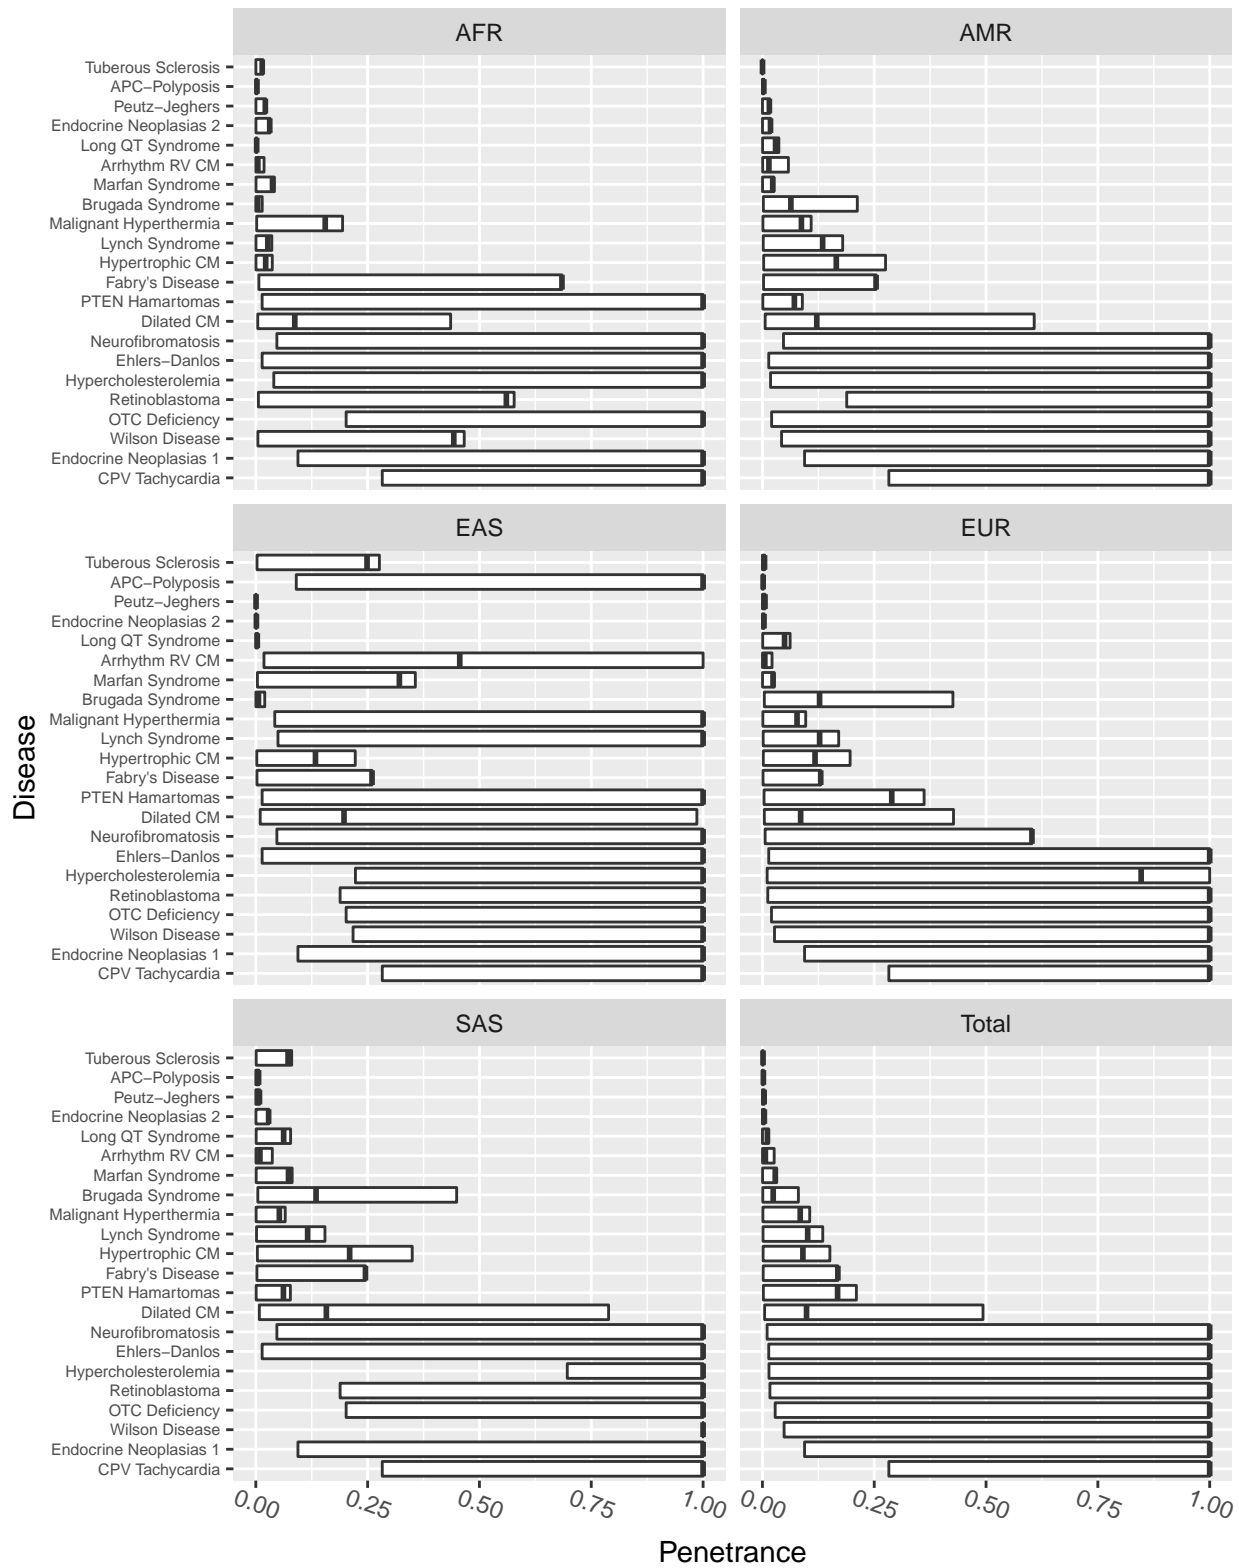 AFR
AMR
Tuberous Sclerosis
APC−Polyposis
Peutz−Jeghers
Endocrine Neoplasias 2
Long QT Syndrome
Arrhythm RV CM
Marfan Syndrome
Brugada Syndrome
Malignant Hyperthermia
Lynch Syndrome
Hypertrophic CM
Fabry's Disease
PTEN Hamartomas
Dilated CM
Neurofibromatosis
Ehlers−Danlos
Hypercholesterolemia
Retinoblastoma
OTC Deficiency
Wilson Disease
Endocrine Neoplasias 1
CPV Tachycardia
EAS
EUR
Tuberous Sclerosis
APC−Polyposis
Peutz−Jeghers
Endocrine Neoplasias 2
Long QT Syndrome
Arrhythm RV CM
Marfan Syndrome
Brugada Syndrome
Malignant Hyperthermia
Lynch Syndrome
Hypertrophic CM
Fabry's Disease
PTEN Hamartomas
Dilated CM
Neurofibromatosis
Ehlers−Danlos
Hypercholesterolemia
Retinoblastoma
OTC Deficiency
Wilson Disease
Endocrine Neoplasias 1
CPV Tachycardia
Disease
SAS
Total
Tuberous Sclerosis
APC−Polyposis
Peutz−Jeghers
Endocrine Neoplasias 2
Long QT Syndrome
Arrhythm RV CM
Marfan Syndrome
Brugada Syndrome
Malignant Hyperthermia
Lynch Syndrome
Hypertrophic CM
Fabry's Disease
PTEN Hamartomas
Dilated CM
Neurofibromatosis
Ehlers−Danlos
Hypercholesterolemia
Retinoblastoma
OTC Deficiency
Wilson Disease
Endocrine Neoplasias 1
CPV Tachycardia
0.00 0.25 0.50 0.75 1.00
0.00 0.25 0.50 0.75 1.00
Penetrance